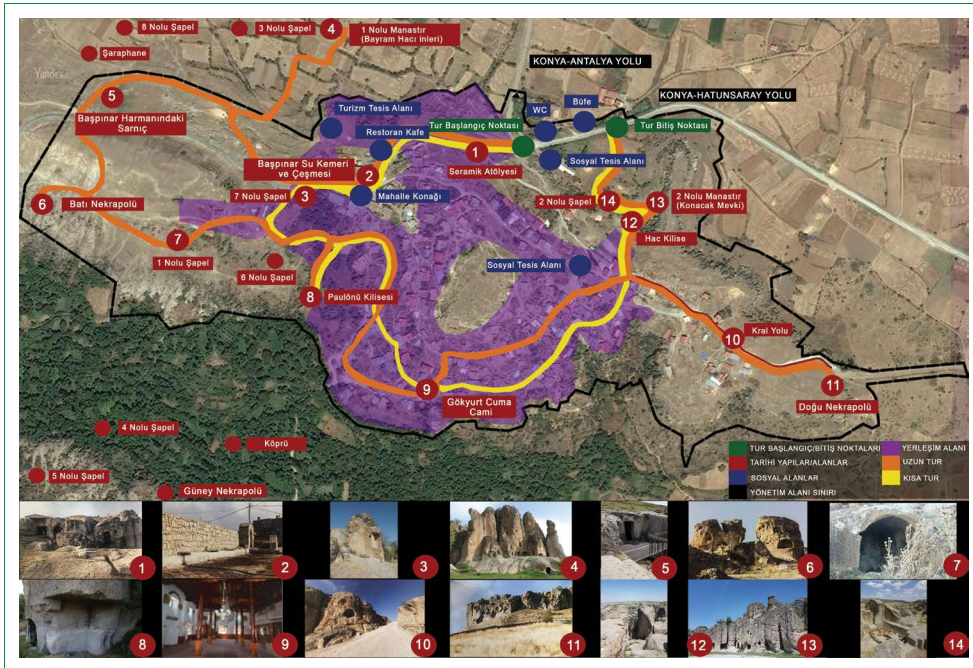 8 Nolu Şapel
3 Nolu Şapel
4
1 Nolu Manastır
(Bayram Hacı inleri)
Şaraphane
Yandex
KONYA-ANTALYA YOLU
KONYA-HATUNSARAY YOLU
5
Başpınar Harmanındaki
Sarnıç
Turizm Tesis Alanı
WC
Büfe
Tur Başlangıç Noktası
Tur Bitiş Noktası
Restoran Kafe
1
Seramik Atölyesi
Sosyal Tesis Alanı
Başpınar Su Kemeri
ve Çeşmesi
2
7 Nolu Şapel
3
Mahalle Konağı
6
Batı Nekrapolü
2 Nolu Şapel
14
13
2 Nolu Manastır
(Konacak Mevki)
12
Hac Kilise
7
1 Nolu Şapel
6 Nolu Şapel
Sosyal Tesis Alanı
8
Paulönü Kilisesi
10
Kral Yolu
9
Gökyurt Cuma
Cami
11
Doğu Nekrapolü
4 Nolu Şapel
Köprü
5 Nolu Şapel
Güney Nekrapolü
TUR BAŞLANGIÇ/BİTİŞ NOKTALARI
YERLEŞİM ALANI
TARİHİ YAPILAR/ALANLAR
UZUN TUR
SOSYAL ALANLAR
KISA TUR
YÖNETİM ALANI SINIRI
1
2
3
4
5
6
7
8
9
10
11
12
13
14